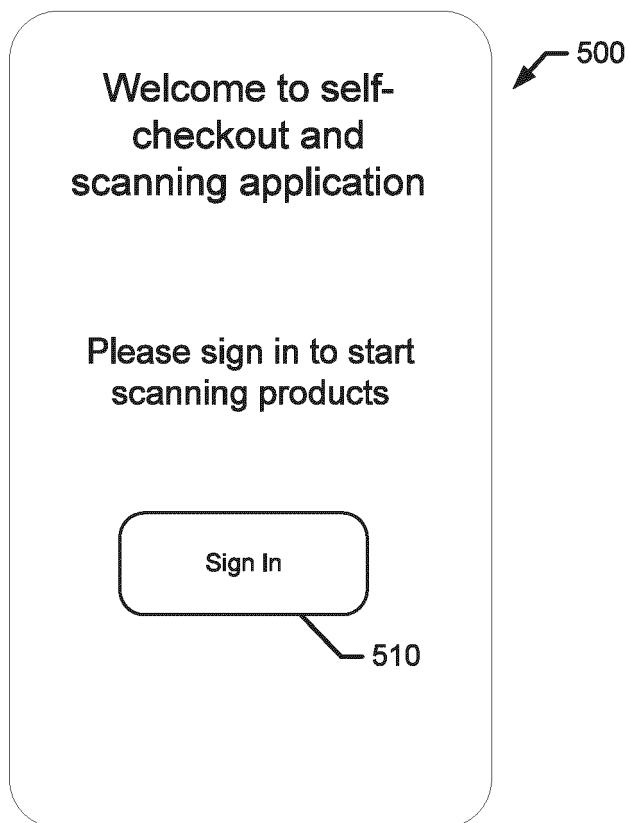 Welcome to self-
checkout and
scanning application
500
Please sign in to start
scanning products
Sign In
510